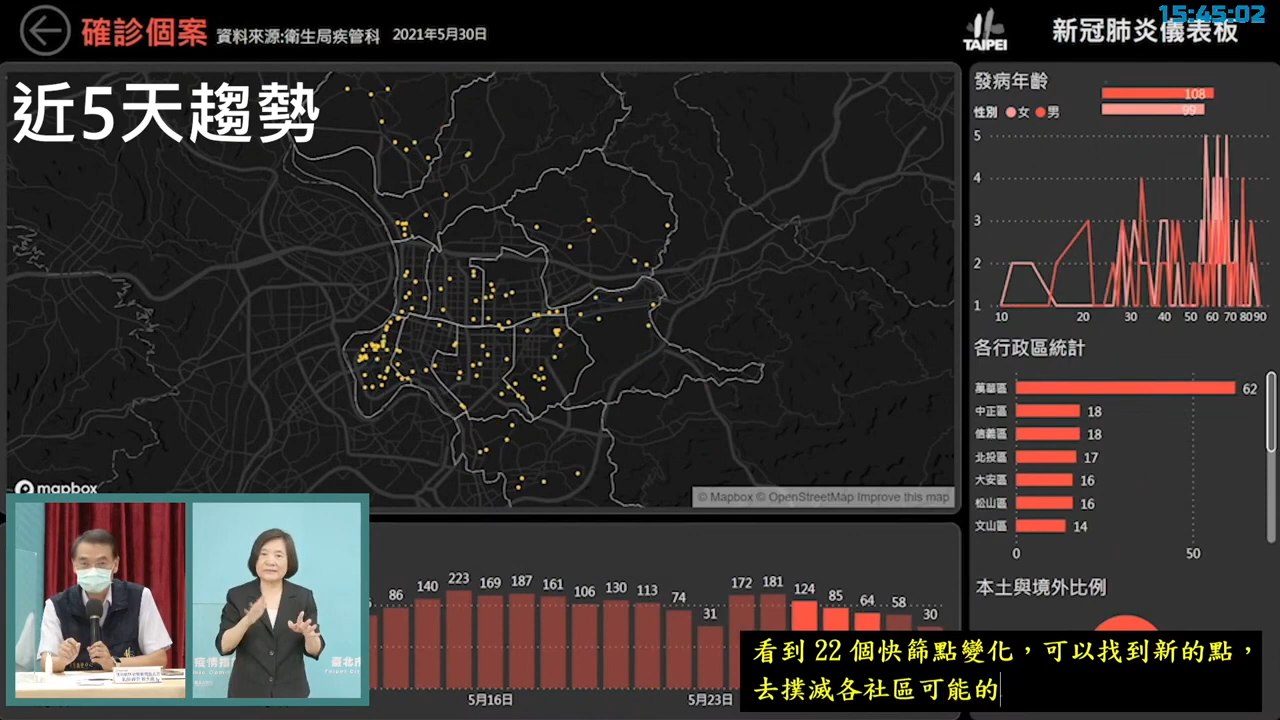 15:45:02
確診個案 資料來源:衛生局疾管科 2021年5月30日
TAIPEI
新冠肺炎儀表板
近5天趨勢
mapbox
© Mapbox © OpenStreetMap Improve this map
發病年齡
108
性別 女 男
99
5
4
3
2
1
10 20 30 40 50 60 70 80 90
各行政區統計
萬華區 62
中正區 18
信義區 18
北投區 17
大安區 16
松山區 16
文山區 14
0 50
本土與境外比例
86 140 223 169 187 161 106 130 113 74 31 172 181 124 85 64 58 30
5月16日 5月23日
看到 22 個快篩點變化，可以找到新的點，
去撲滅各社區可能的